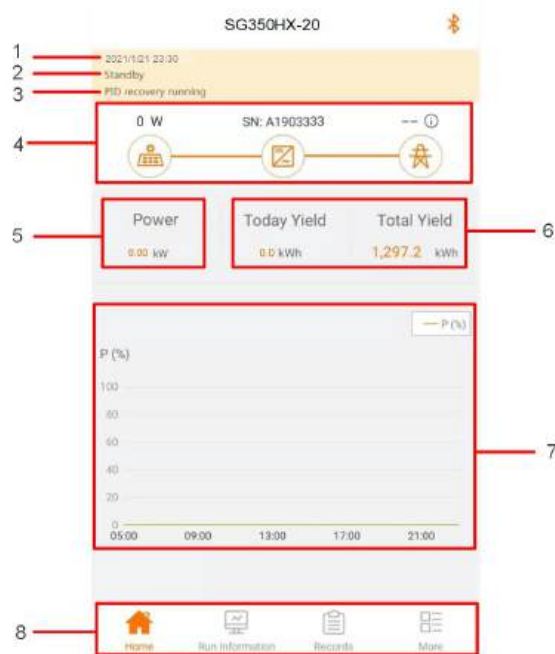 SG350HX-20
1
2021/1/21 23:30
2
Standby
3
PID recovery running
4
0 W
SN: A1903333
--
5
Power
Today Yield
Total Yield
6
0.00 kW
0.0 kWh
1,297.2 kWh
P (%)
P (%)
100
80
60
40
20
0
05:00 09:00 13:00 17:00 21:00
7
8
Home
Run Information
Records
More